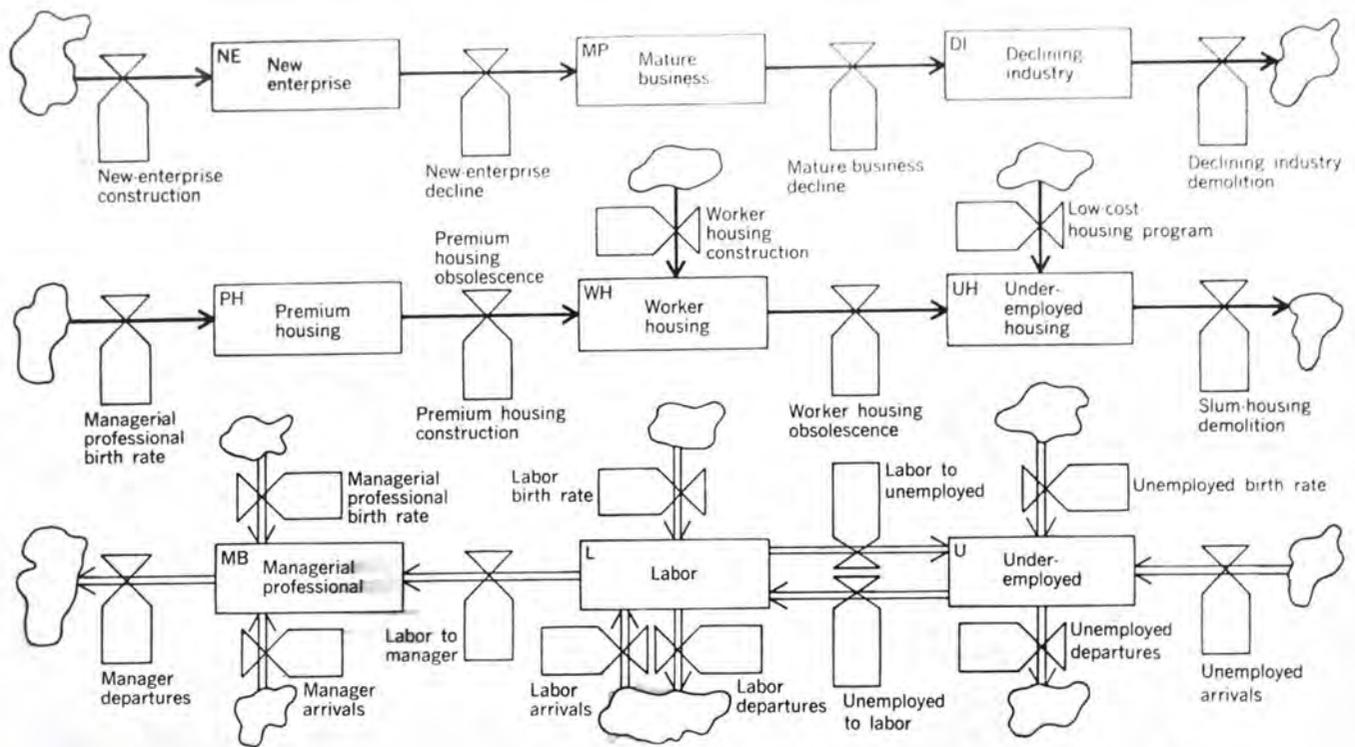 NE
New
enterprise
MP
Mature
business
DI
Declining
industry
New-enterprise
construction
New-enterprise
decline
Mature-business
decline
Declining industry
demolition
Worker
housing
construction
Low-cost-
housing program
Premium
housing
obsolescence
PH
Premium
housing
WH
Worker
housing
UH
Under-
employed
housing
Managerial
professional
birth rate
Premium housing
construction
Worker housing
obsolescence
Slum-housing
demolition
Managerial
professional
birth rate
Labor
birth rate
Labor to
unemployed
Unemployed birth rate
MB
Managerial
professional
L
Labor
U
Under-
employed
Manager
departures
Manager
arrivals
Labor to
manager
Labor
arrivals
Labor
departures
Unemployed
to labor
Unemployed
departures
Unemployed
arrivals